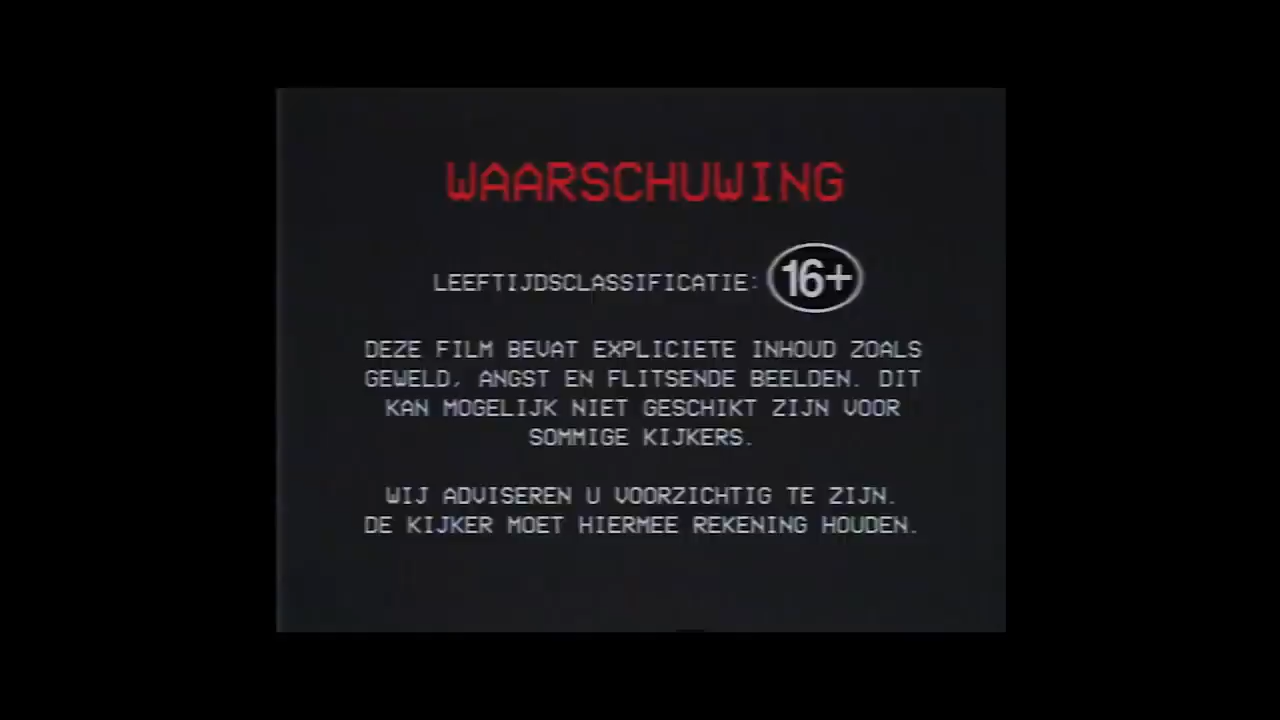 WAARSCHUWING
LEEFTIJDSCLASSIFICATIE: 16+
DEZE FILM BEVAT EXPLICIETE INHOUD ZOALS
GEWELD, ANGST EN FLITSENDE BEELDEN. DIT
KAN MOGELIJK NIET GESCHIKT ZIJN VOOR
SOMMIGE KIJKERS.
WIJ ADVISEREN U VOORZICHTIG TE ZIJN.
DE KIJKER MOET HIERMEE REKENING HOUDEN.